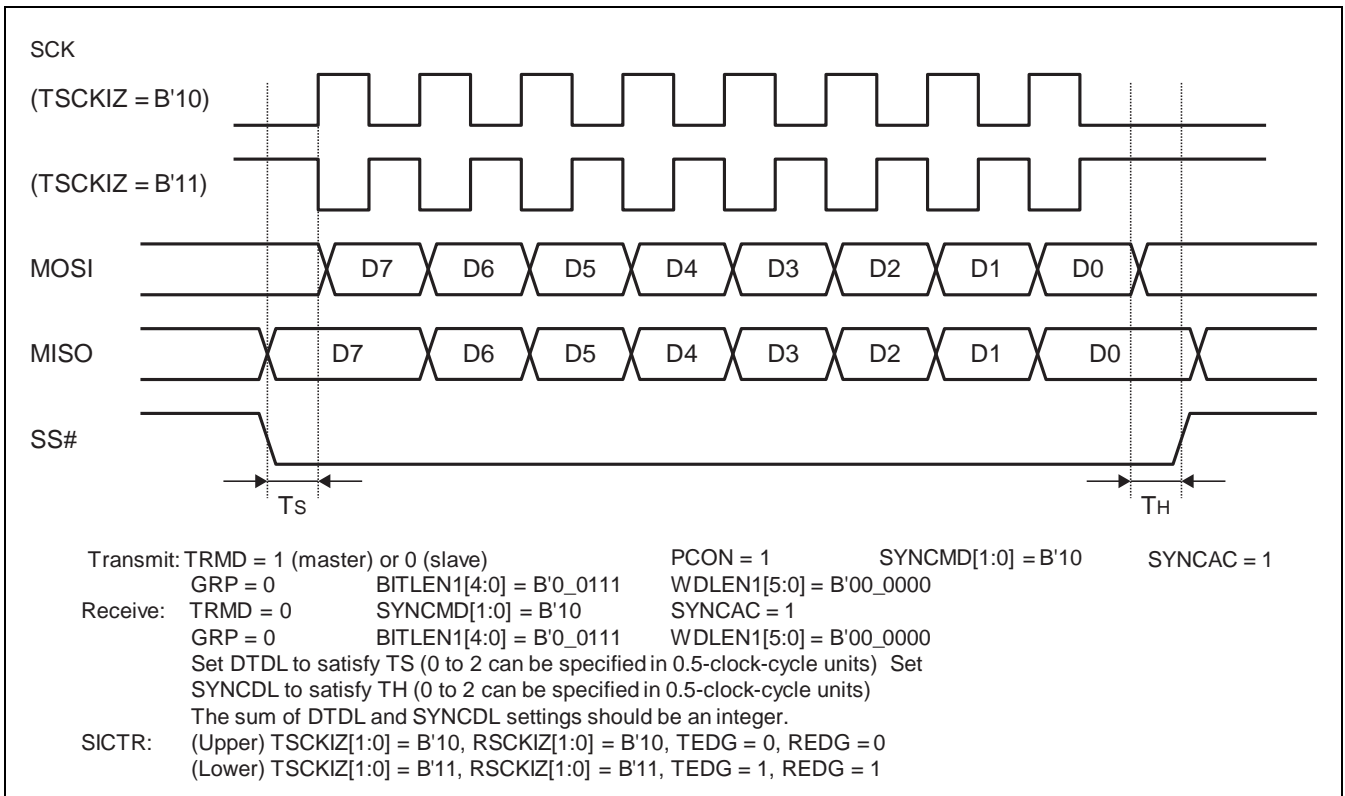 SCK
(TSCKIZ = B'10)
(TSCKIZ = B'11)
MOSI D7 D6 D5 D4 D3 D2 D1 D0
MISO D7 D6 D5 D4 D3 D2 D1 D0
SS#
TS TH
Transmit: TRMD = 1 (master) or 0 (slave) PCON = 1 SYNCMD[1:0] = B'10 SYNCAC = 1
GRP = 0 BITLEN1[4:0] = B'0_0111 WDLEN1[5:0] = B'00_0000
Receive: TRMD = 0 SYNCMD[1:0] = B'10 SYNCAC = 1
GRP = 0 BITLEN1[4:0] = B'0_0111 WDLEN1[5:0] = B'00_0000
Set DTDL to satisfy TS (0 to 2 can be specified in 0.5-clock-cycle units) Set
SYNCDL to satisfy TH (0 to 2 can be specified in 0.5-clock-cycle units)
The sum of DTDL and SYNCDL settings should be an integer.
SICTR: (Upper) TSCKIZ[1:0] = B'10, RSCKIZ[1:0] = B'10, TEDG = 0, REDG = 0
(Lower) TSCKIZ[1:0] = B'11, RSCKIZ[1:0] = B'11, TEDG = 1, REDG = 1